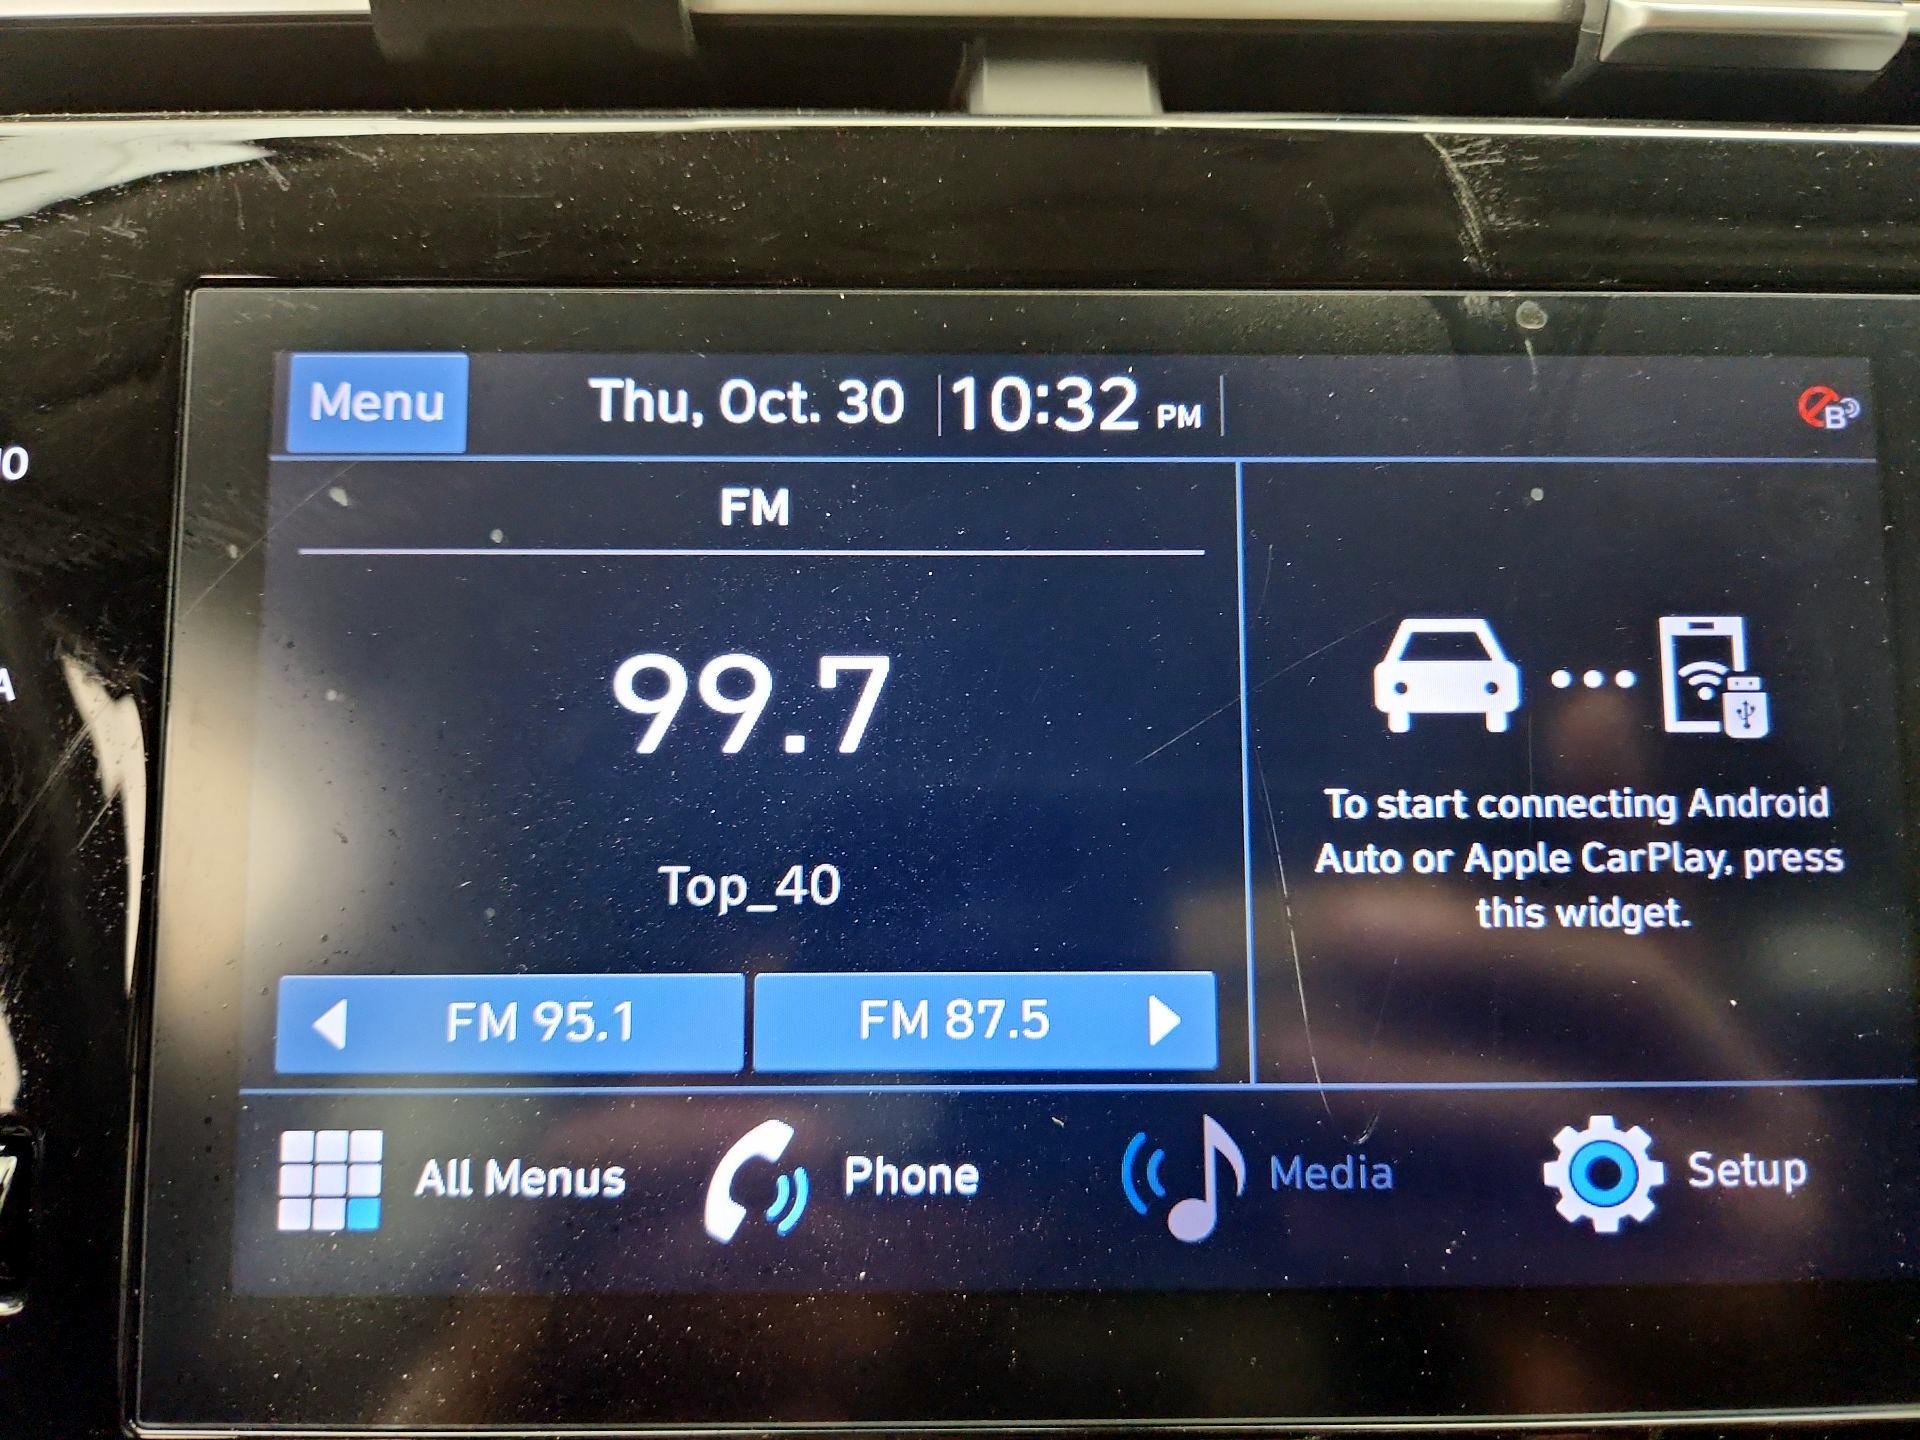 Menu
Thu, Oct. 30
10:32 PM
B
FM
99.7
Top_40
FM 95.1
FM 87.5
To start connecting Android
Auto or Apple CarPlay, press
this widget.
All Menus
Phone
Media
Setup